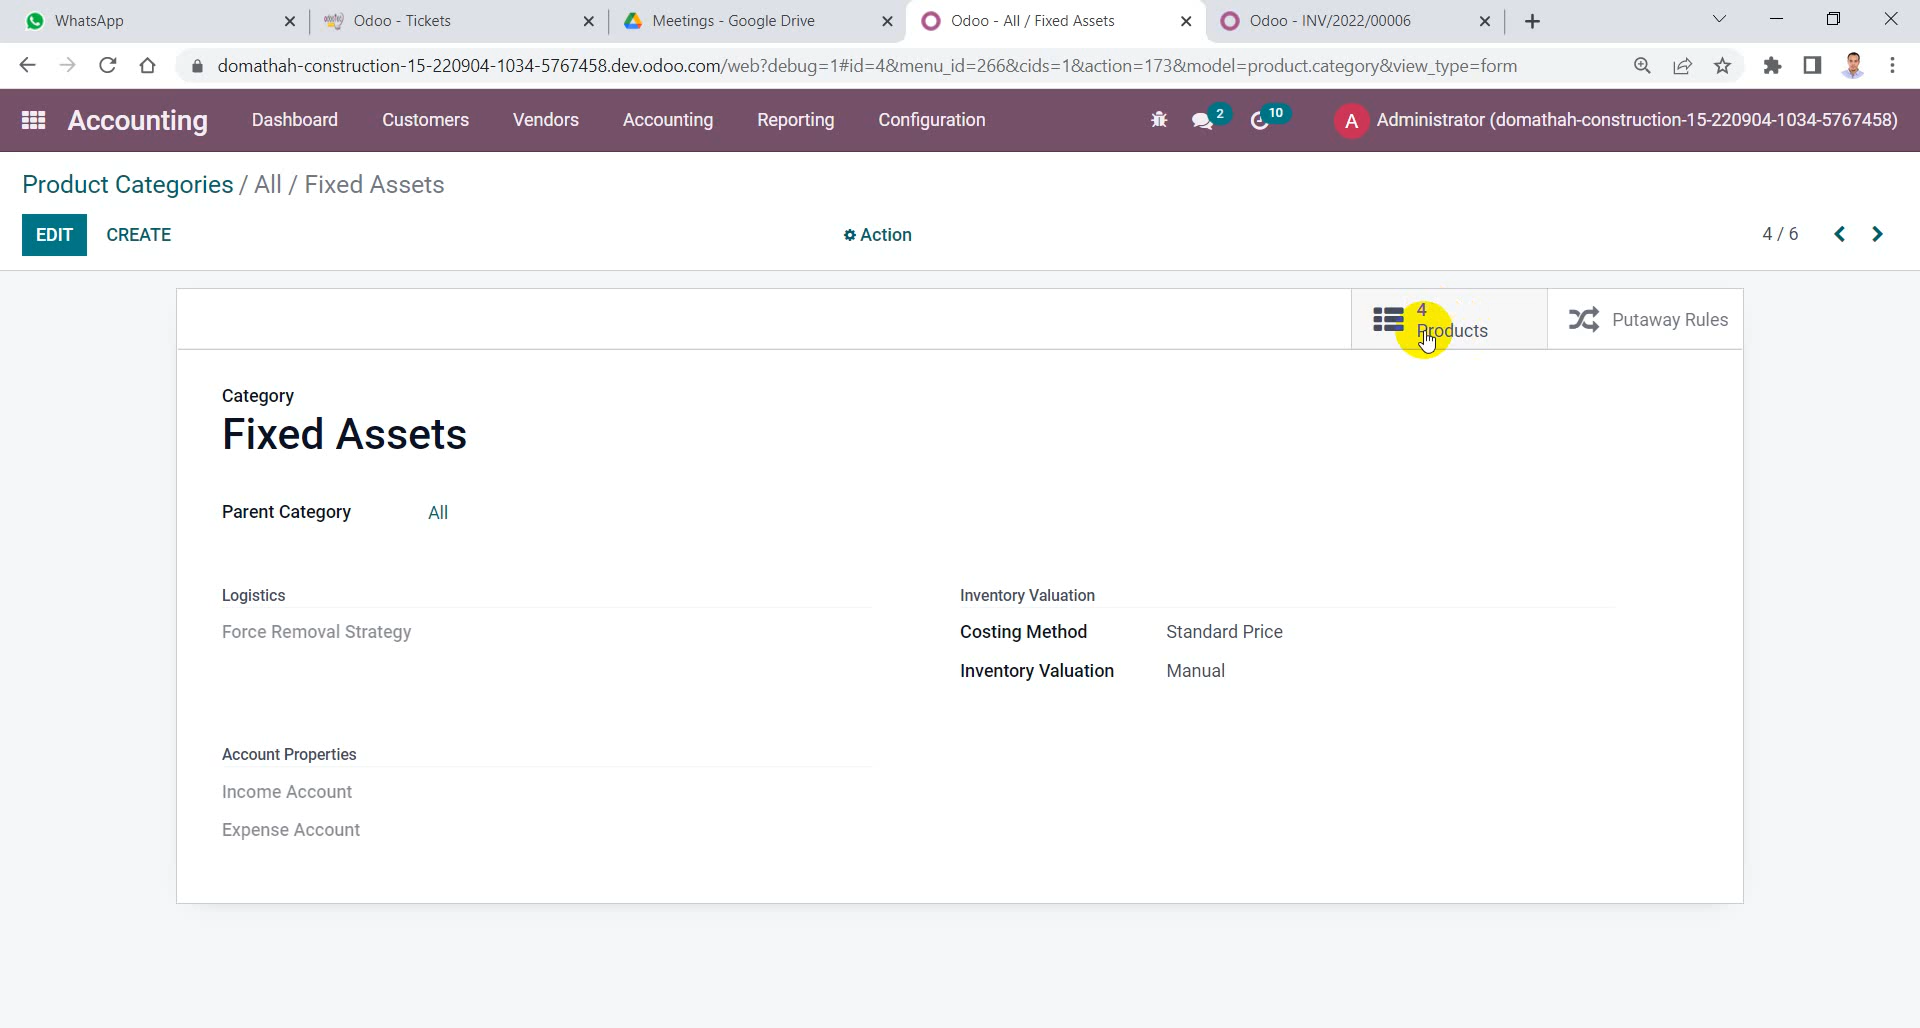 WhatsApp
Odoo - Tickets
Meetings - Google Drive
Odoo - All / Fixed Assets
Odoo - INV/2022/00006
domathah-construction-15-220904-1034-5767458.dev.odoo.com/web?debug=1#id=4&menu_id=266&cids=1&action=173&model=product.category&view_type=form
Accounting Dashboard Customers Vendors Accounting Reporting Configuration 2 10 A Administrator (domathah-construction-15-220904-1034-5767458)
Product Categories / All / Fixed Assets
EDIT CREATE Action 4 / 6
4
Products
Putaway Rules
Category
Fixed Assets
Parent Category All
Logistics
Force Removal Strategy
Inventory Valuation
Costing Method Standard Price
Inventory Valuation Manual
Account Properties
Income Account
Expense Account